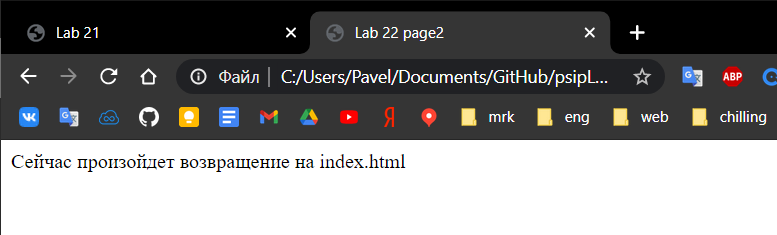 Lab 21
Lab 22 page2
Файл C:/Users/Pavel/Documents/GitHub/psipL...
ABP
mrk eng web chilling
Сейчас произойдет возвращение на index.html